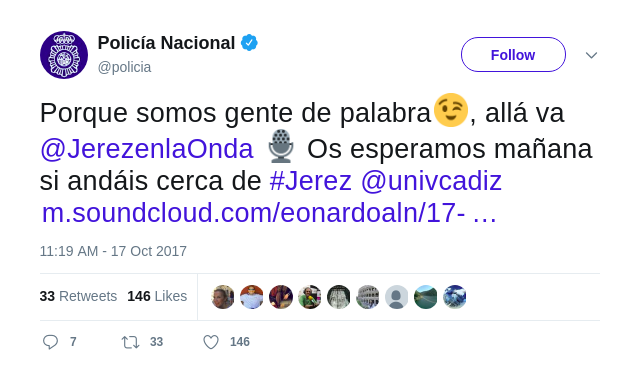 Policía Nacional
@policia
Follow
Porque somos gente de palabra😉, allá va
@JerezenlaOnda 🎙 Os esperamos mañana
si andáis cerca de #Jerez @univcadiz
m.soundcloud.com/eonardoaln/17- …
11:19 AM - 17 Oct 2017
33 Retweets 146 Likes
7 33 146